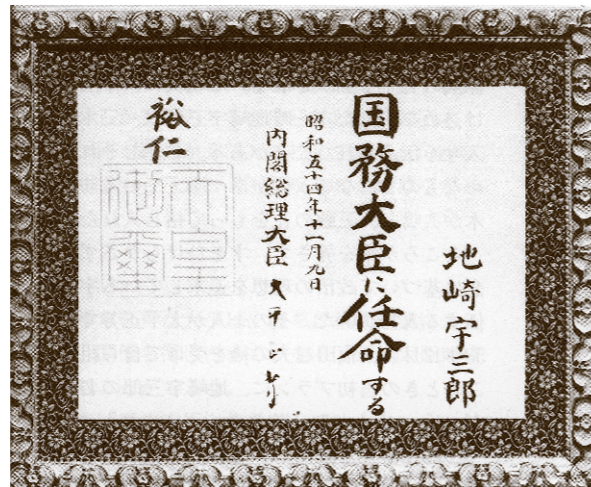 地崎宇三郎
国務大臣に任命する
裕仁
天皇御璽
昭和五十四年十一月九日
内閣総理大臣 大平正芳